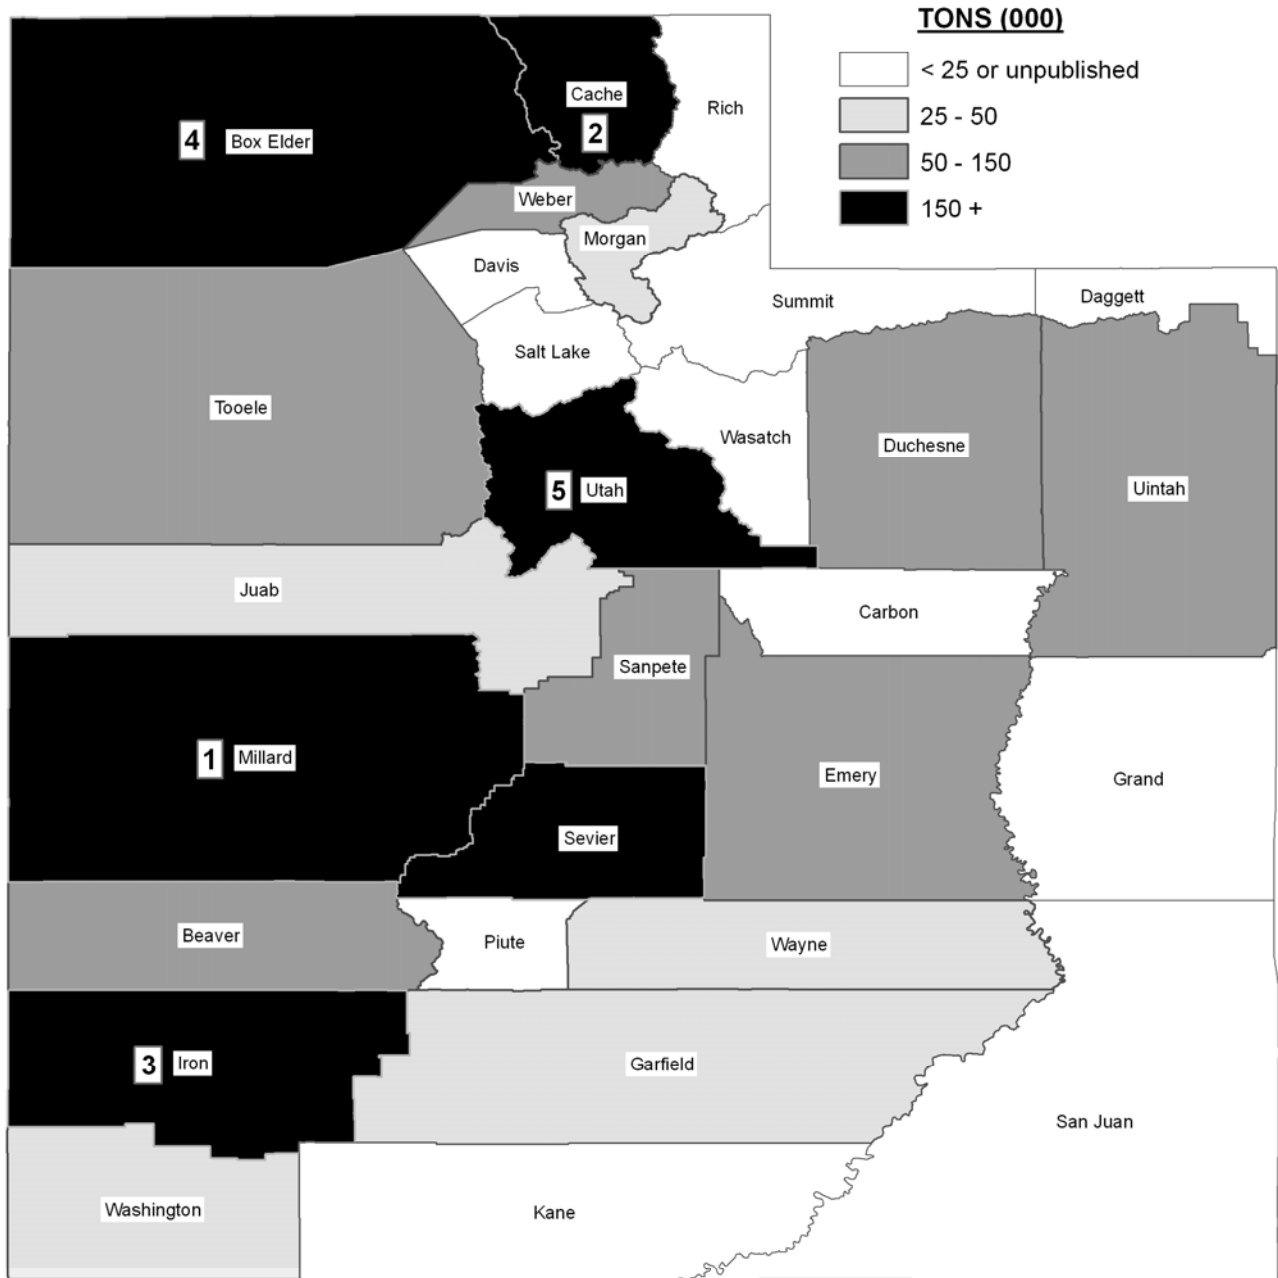 TONS (000)
< 25 or unpublished
25 - 50
50 - 150
150 +
Cache
2
Rich
4
Box Elder
Weber
Morgan
Davis
Summit
Daggett
Salt Lake
Tooele
Wasatch
Duchesne
Uintah
5
Utah
Juab
Carbon
Sanpete
1
Millard
Emery
Grand
Sevier
Beaver
Piute
Wayne
3
Iron
Garfield
San Juan
Washington
Kane